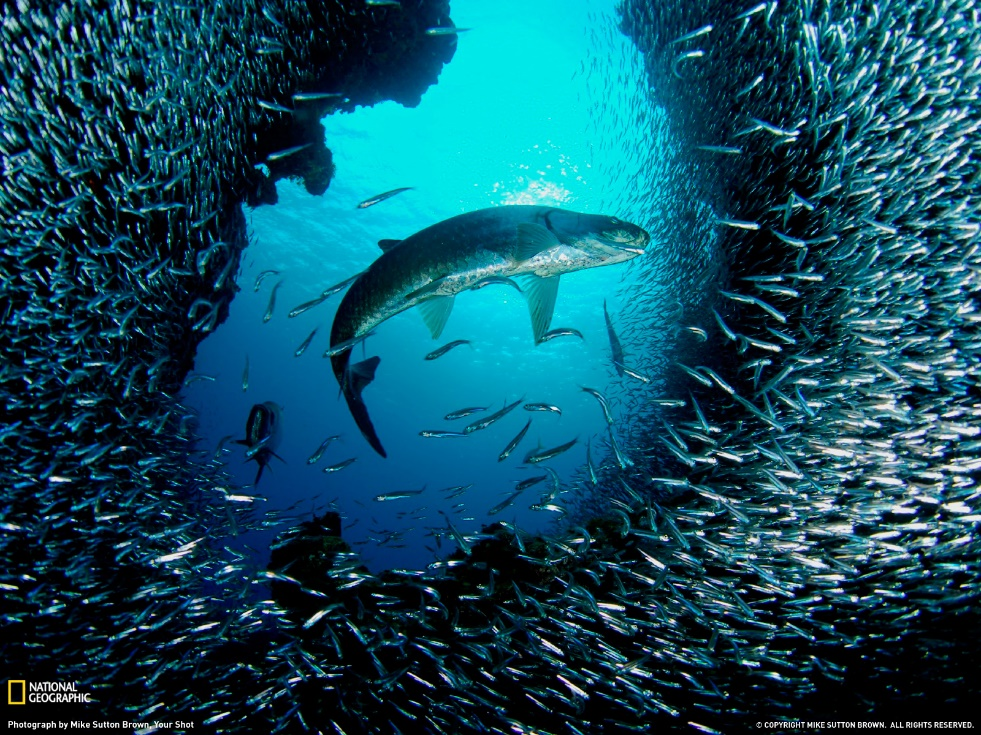 NATIONAL
GEOGRAPHIC
Photograph by Mike Sutton Brown, Your Shot
© COPYRIGHT MIKE SUTTON BROWN. ALL RIGHTS RESERVED.